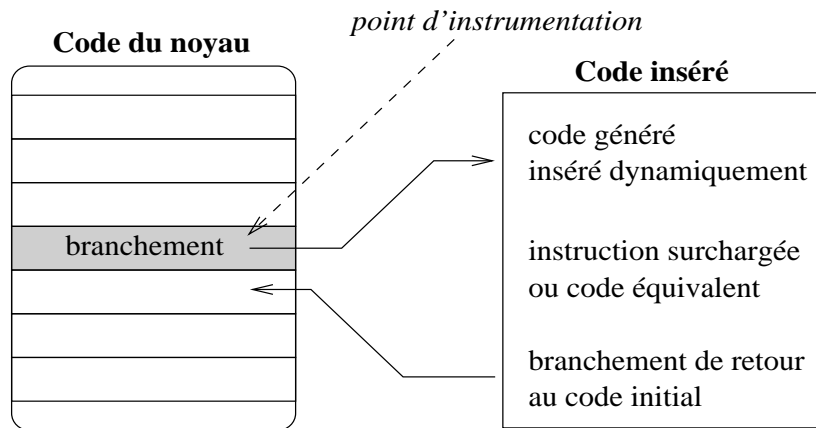 point d'instrumentation
Code du noyau
branchement
Code inséré
code généré
inséré dynamiquement
instruction surchargée
ou code équivalent
branchement de retour
au code initial